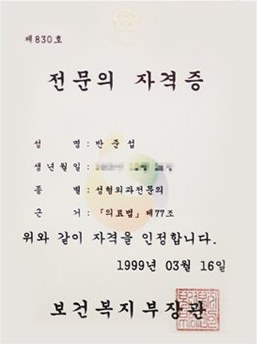 제830호
전문의 자격증
성 명 : 반 준 섭
생년월일 :
종 별 : 성형외과전문의
근 거 : 「의료법」 제77조
위와 같이 자격을 인정합니다.
1999년 03월 16일
보건복지부장관